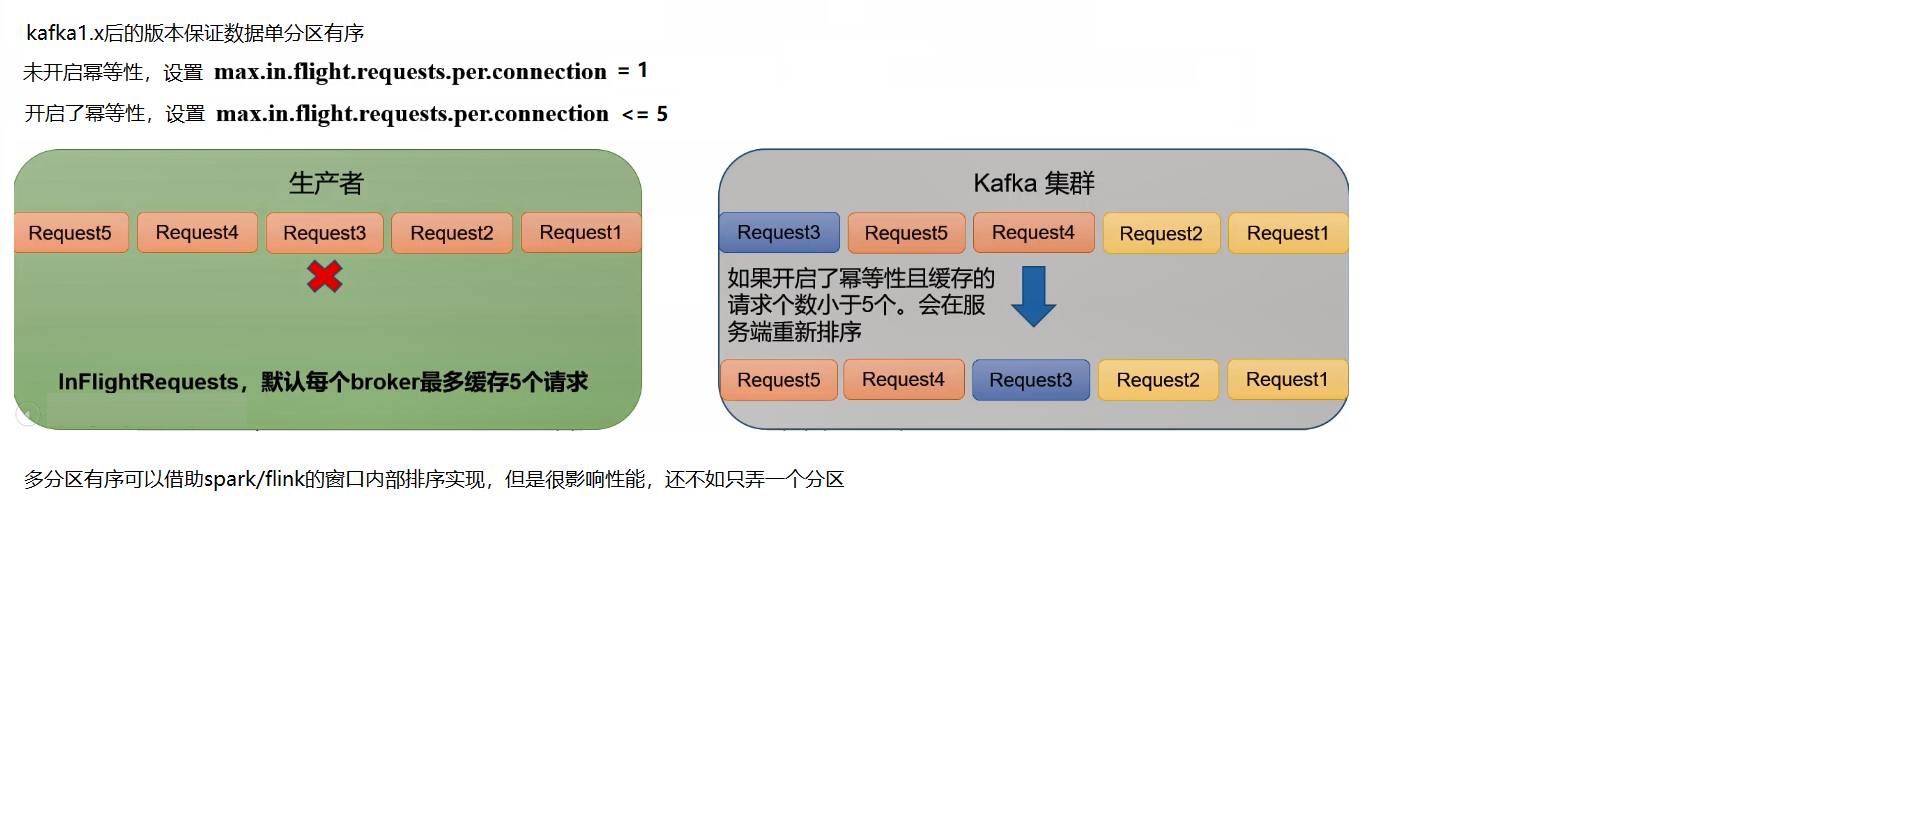 kafka1.x后的版本保证数据单分区有序
未开启幂等性，设置 max.in.flight.requests.per.connection = 1
开启了幂等性，设置 max.in.flight.requests.per.connection <= 5
生产者
Request5 Request4 Request3 Request2 Request1
InFlightRequests，默认每个broker最多缓存5个请求
Kafka 集群
Request3 Request5 Request4 Request2 Request1
如果开启了幂等性且缓存的
请求个数小于5个。会在服
务端重新排序
Request5 Request4 Request3 Request2 Request1
多分区有序可以借助spark/flink的窗口内部排序实现，但是很影响性能，还不如只弄一个分区